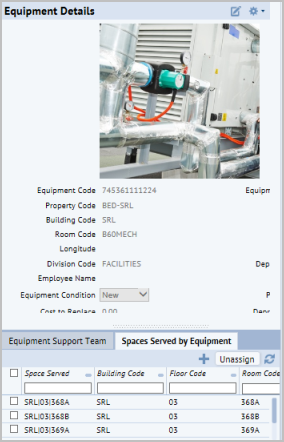 Equipment Details
Equipment Code 745361111224 Equipm
Property Code BED-SRL
Building Code SRL
Room Code B60MECH
Longitude
Division Code FACILITIES Dep
Employee Name
Equipment Condition New P
Cost to Replace 0.00 Depr
Equipment Support Team Spaces Served by Equipment
Unassign
Space Served Building Code Floor Code Room Code
SRL|03|368A SRL 03 368A
SRL|03|368B SRL 03 368B
SRL|03|369A SRL 03 369A